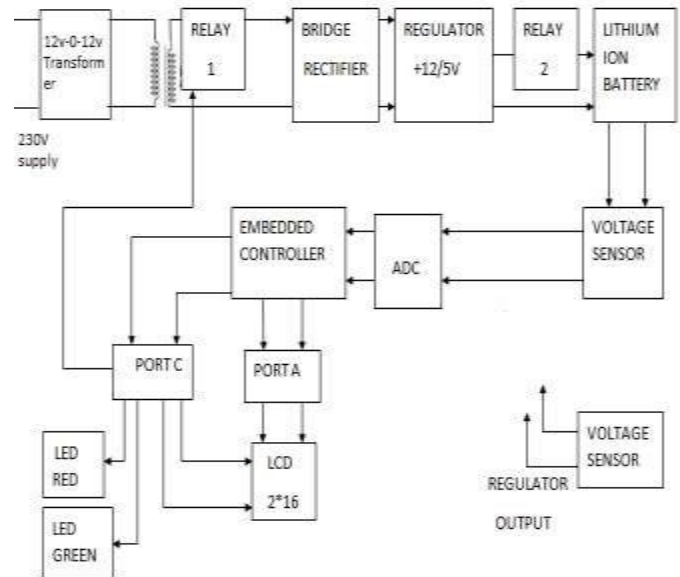 12v-0-12v
Transform
er
230V
supply
RELAY
1
BRIDGE
RECTIFIER
REGULATOR
+12/5V
RELAY
2
LITHIUM
ION
BATTERY
EMBEDDED
CONTROLLER
ADC
VOLTAGE
SENSOR
PORT C
PORT A
LED
RED
LCD
2*16
LED
GREEN
VOLTAGE
SENSOR
REGULATOR
OUTPUT